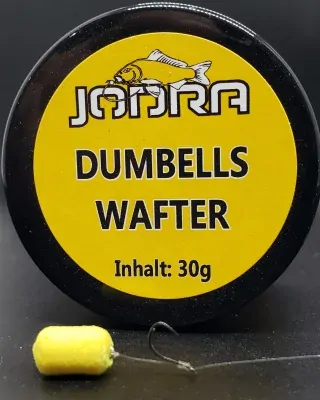 JODRA
DUMBELLS
WAFTER
Inhalt: 30g